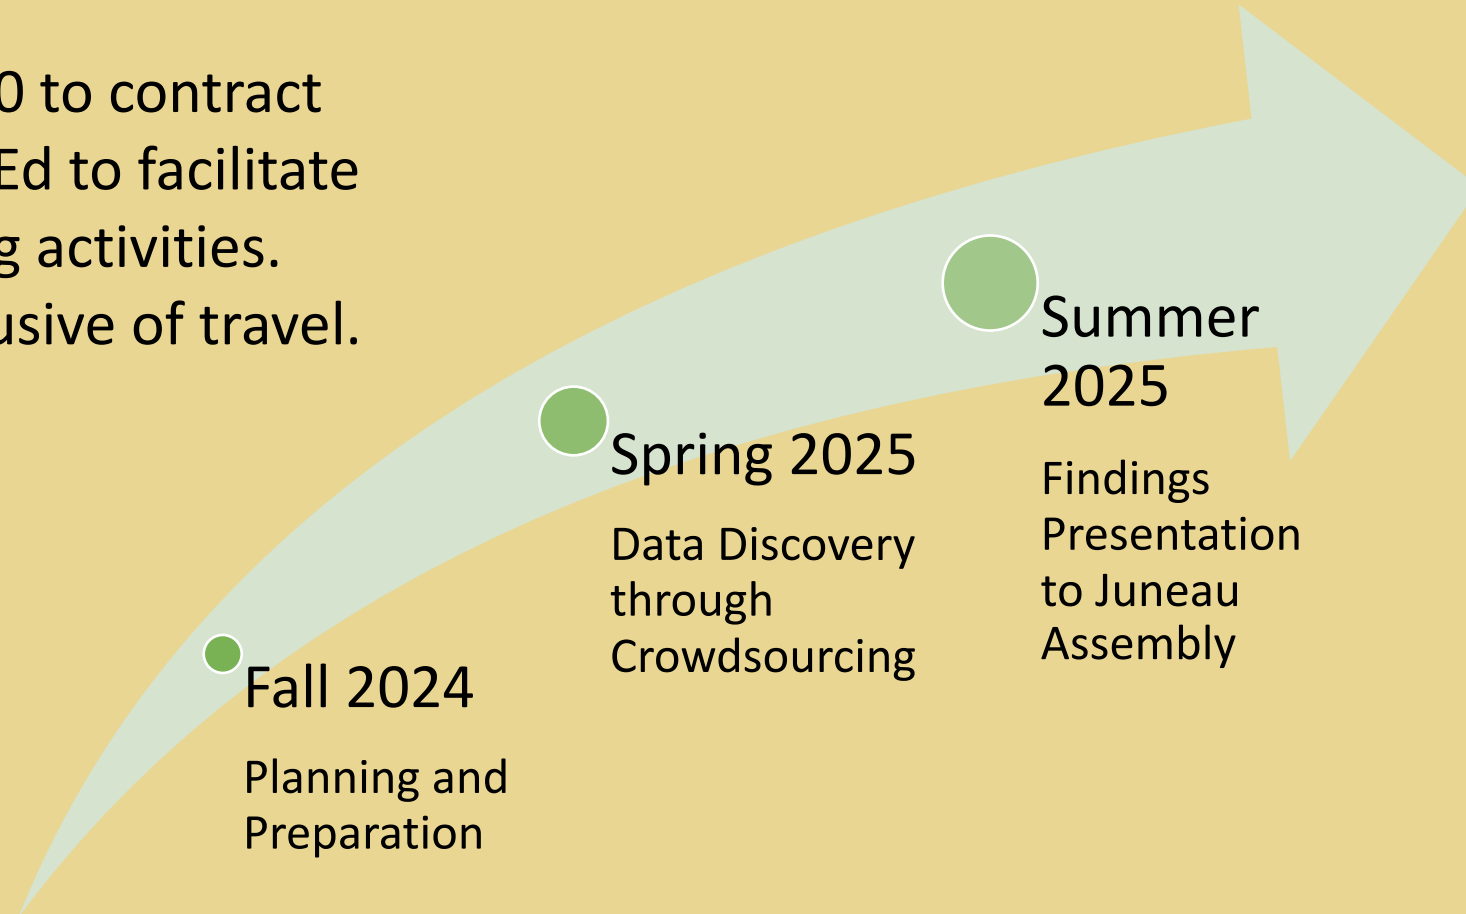 0 to contract
Ed to facilitate
g activities.
usive of travel.
Summer
2025
Findings
Presentation
to Juneau
Assembly
Spring 2025
Data Discovery
through
Crowdsourcing
Fall 2024
Planning and
Preparation